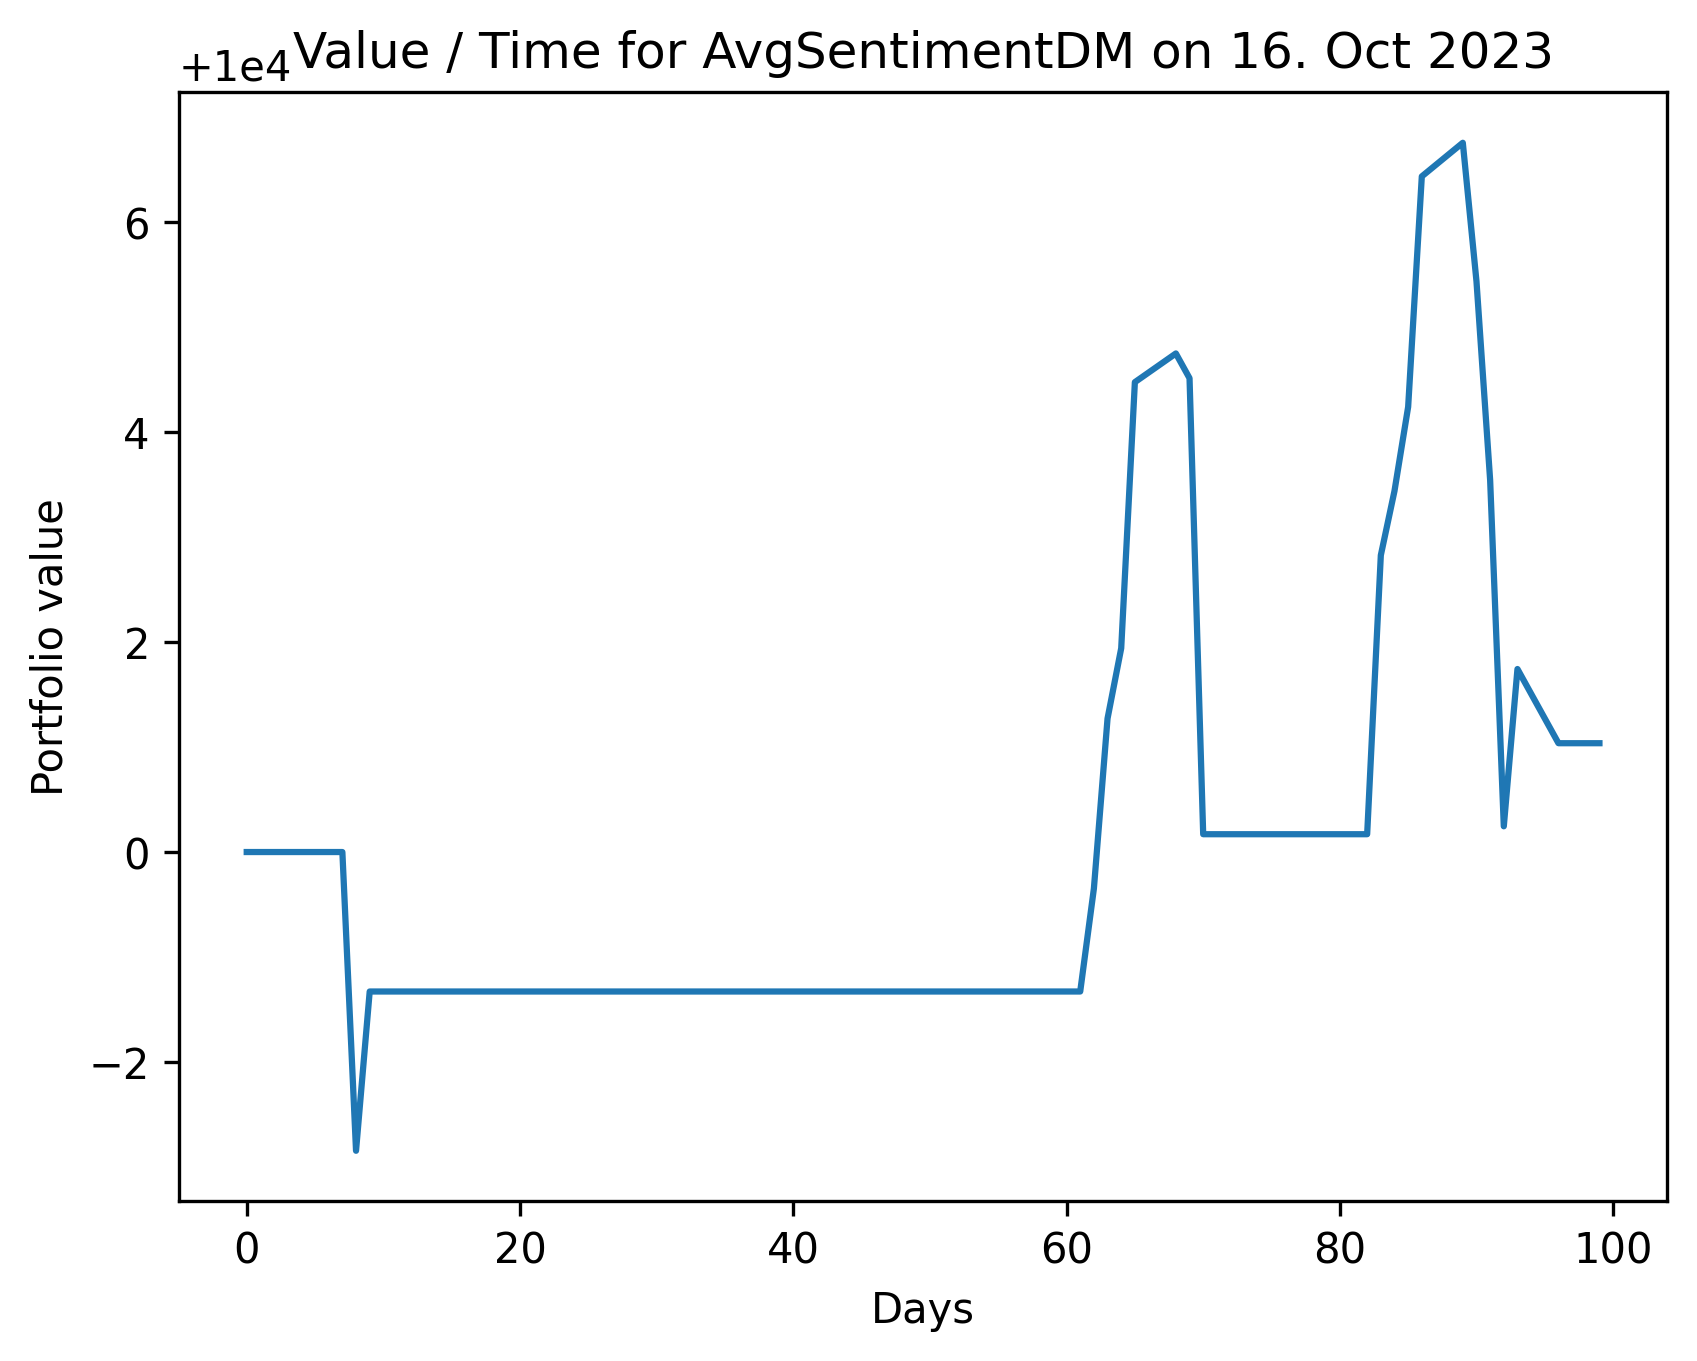 Value / Time for AvgSentimentDM on 16. Oct 2023
+1e4
6
4
2
0
−2
Portfolio value
0 20 40 60 80 100
Days